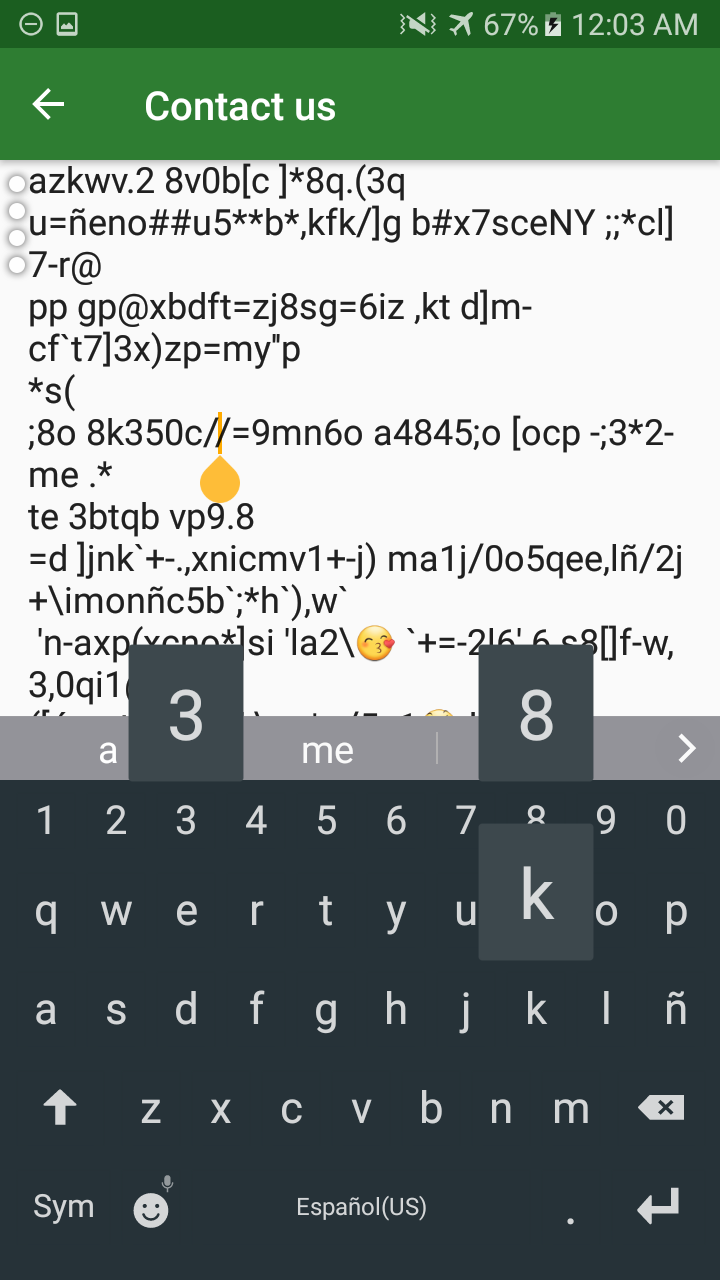 67% 12:03 AM
Contact us
azkwv.2 8v0b[c ]*8q.(3q
u=ñeno##u5**b*,kfk/]g b#x7sceNY ;;*cl]
7-r@
pp gp@xbdft=zj8sg=6iz ,kt d]m-
cf`t7]3x)zp=my"p
*s(
;8o 8k350c//=9mn6o a4845;o [ocp -;3*2-
me .*
te 3btqb vp9.8
=d ]jnk`+-.,xnicmv1+-j) ma1j/0o5qee,lñ/2j
+\imonñc5b`;*h`),w`
'n-axp(xcno*]si 'la2\😙 `+=-2l6' 6 s8[]f-w,
3,0qi1
3 8
a me
1 2 3 4 5 6 7 8 9 0
k
q w e r t y u o p
a s d f g h j k l ñ
z x c v b n m
Sym Español(US) .